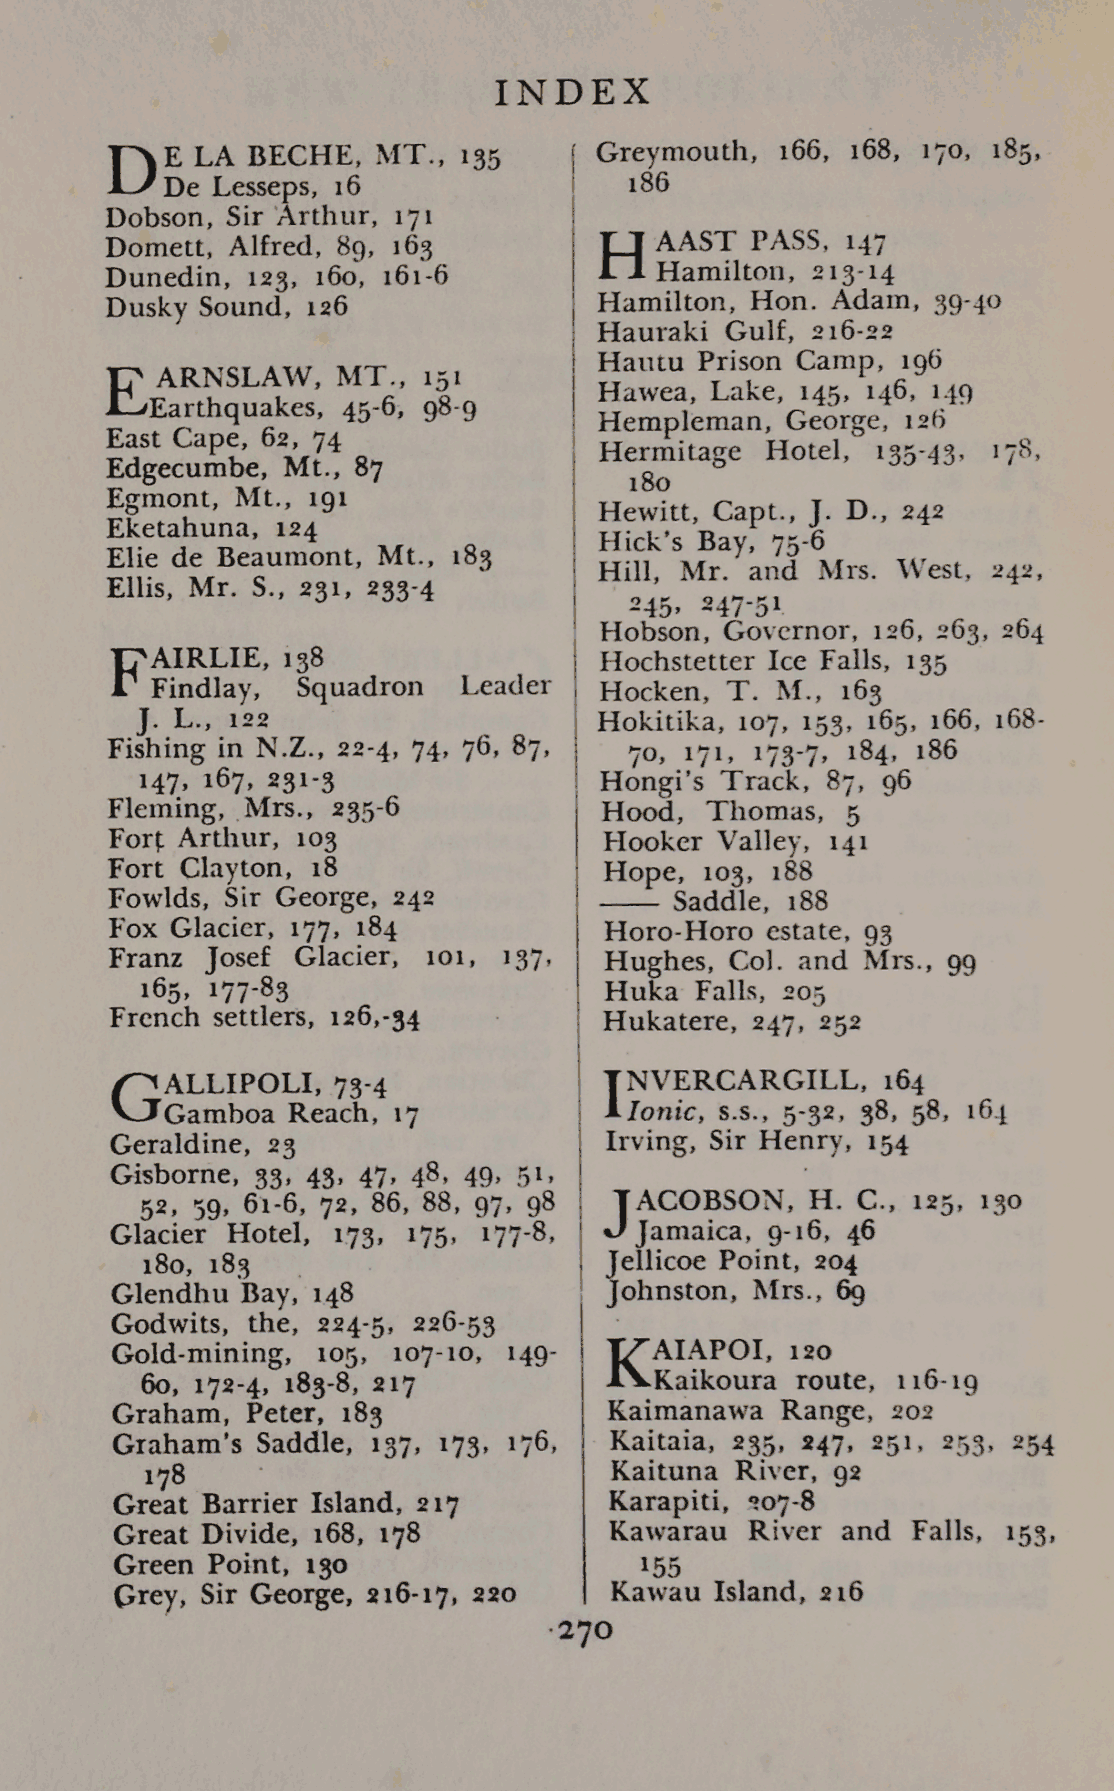 INDEX
DE LA BECHE, MT., 135
De Lesseps, 16
Dobson, Sir Arthur, 171
Domett, Alfred, 89, 163
Dunedin, 123, 160, 161-6
Dusky Sound, 126
EARNSLAW, MT., 151
Earthquakes, 45-6, 98-9
East Cape, 62, 74
Edgecumbe, Mt., 87
Egmont, Mt., 191
Eketahuna, 124
Elie de Beaumont, Mt., 183
Ellis, Mr. S., 231, 233-4
FAIRLIE, 138
Findlay, Squadron Leader
J. L., 122
Fishing in N.Z., 22-4, 74, 76, 87,
147, 167, 231-3
Fleming, Mrs., 235-6
Fort Arthur, 103
Fort Clayton, 18
Fowlds, Sir George, 242
Fox Glacier, 177, 184
Franz Josef Glacier, 101, 137,
165, 177-83
French settlers, 126,-34
GALLIPOLI, 73-4
Gamboa Reach, 17
Geraldine, 23
Gisborne, 33, 43, 47, 48, 49, 51,
52, 59, 61-6, 72, 86, 88, 97, 98
Glacier Hotel, 173, 175, 177-8,
180, 183
Glendhu Bay, 148
Godwits, the, 224-5, 226-53
Gold-mining, 105, 107-10, 149-
60, 172-4, 183-8, 217
Graham, Peter, 183
Graham's Saddle, 137, 173, 176,
178
Great Barrier Island, 217
Great Divide, 168, 178
Green Point, 130
Grey, Sir George, 216-17, 220
Greymouth, 166, 168, 170, 185,
186
HAAST PASS, 147
Hamilton, 213-14
Hamilton, Hon. Adam, 39-40
Hauraki Gulf, 216-22
Hautu Prison Camp, 196
Hawea, Lake, 145, 146, 149
Hempleman, George, 126
Hermitage Hotel, 135-43, 178,
180
Hewitt, Capt., J. D., 242
Hick's Bay, 75-6
Hill, Mr. and Mrs. West, 242,
245, 247-51
Hobson, Governor, 126, 263, 264
Hochstetter Ice Falls, 135
Hocken, T. M., 163
Hokitika, 107, 153, 165, 166, 168-
70, 171, 173-7, 184, 186
Hongi's Track, 87, 96
Hood, Thomas, 5
Hooker Valley, 141
Hope, 103, 188
—— Saddle, 188
Horo-Horo estate, 93
Hughes, Col. and Mrs., 99
Huka Falls, 205
Hukatere, 247, 252
INVERCARGILL, 164
Ionic, s.s., 5-32, 38, 58, 164
Irving, Sir Henry, 154
JACOBSON, H. C., 125, 130
Jamaica, 9-16, 46
Jellicoe Point, 204
Johnston, Mrs., 69
KAIAPOI, 120
Kaikoura route, 116-19
Kaimanawa Range, 202
Kaitaia, 235, 247, 251, 253, 254
Kaituna River, 92
Karapiti, 207-8
Kawarau River and Falls, 153,
155
Kawau Island, 216
270